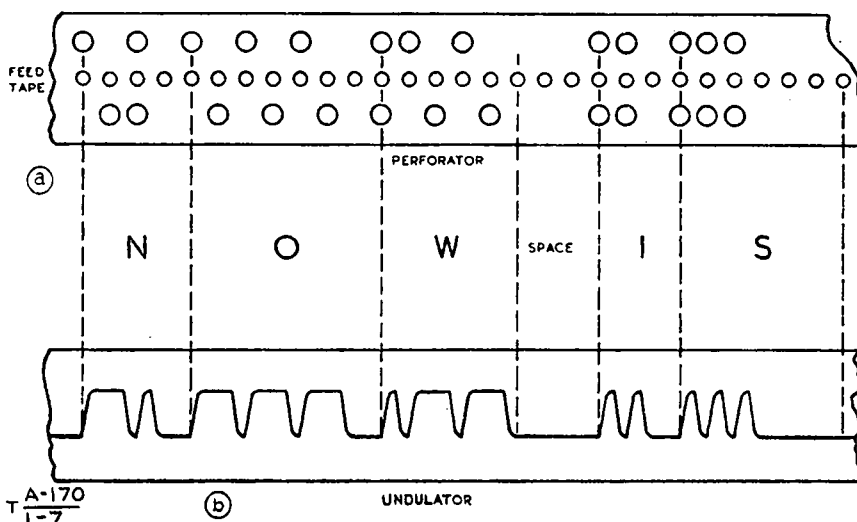 FEED
TAPE
PERFORATOR
a
N O W SPACE I S
T A-170
1-7
b
UNDULATOR